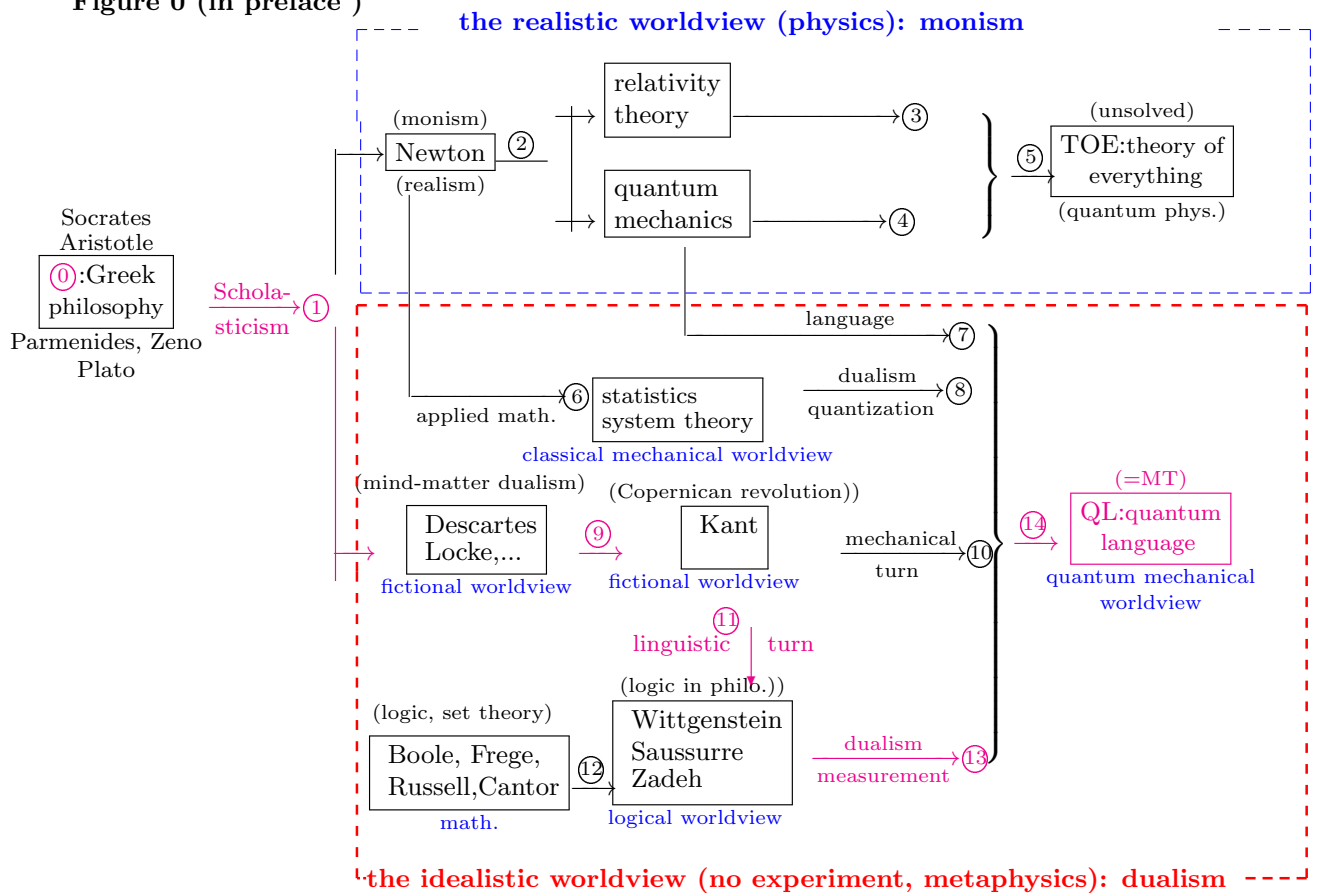 Figure 0 (in preface )
the realistic worldview (physics): monism
relativity
theory
③
(monism)
Newton
②
(realism)
quantum
mechanics
④
(unsolved)
⑤
TOE:theory of
everything
(quantum phys.)
Socrates
Aristotle
⓪:Greek
philosophy
Parmenides, Zeno
Plato
Schola-
sticism
①
language
⑦
applied math.
⑥
statistics
system theory
classical mechanical worldview
dualism
quantization
⑧
(mind-matter dualism)
Descartes
Locke,...
fictional worldview
⑨
(Copernican revolution))
Kant
fictional worldview
mechanical
turn
⑩
⑭
(=MT)
QL:quantum
language
quantum mechanical
worldview
⑪
linguistic turn
(logic, set theory)
Boole, Frege,
Russell,Cantor
math.
⑫
(logic in philo.))
Wittgenstein
Saussurre
Zadeh
logical worldview
dualism
measurement
⑬
the idealistic worldview (no experiment, metaphysics): dualism